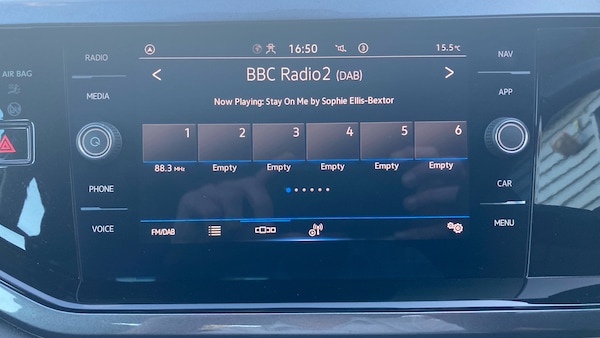 RADIO
MEDIA
PHONE
VOICE
AIR BAG
16:50
3
15.5°C
BBC Radio2 (DAB)
Now Playing: Stay On Me by Sophie Ellis-Bextor
1 2 3 4 5 6
88.3 MHz Empty Empty Empty Empty Empty
FM/DAB
NAV
APP
CAR
MENU